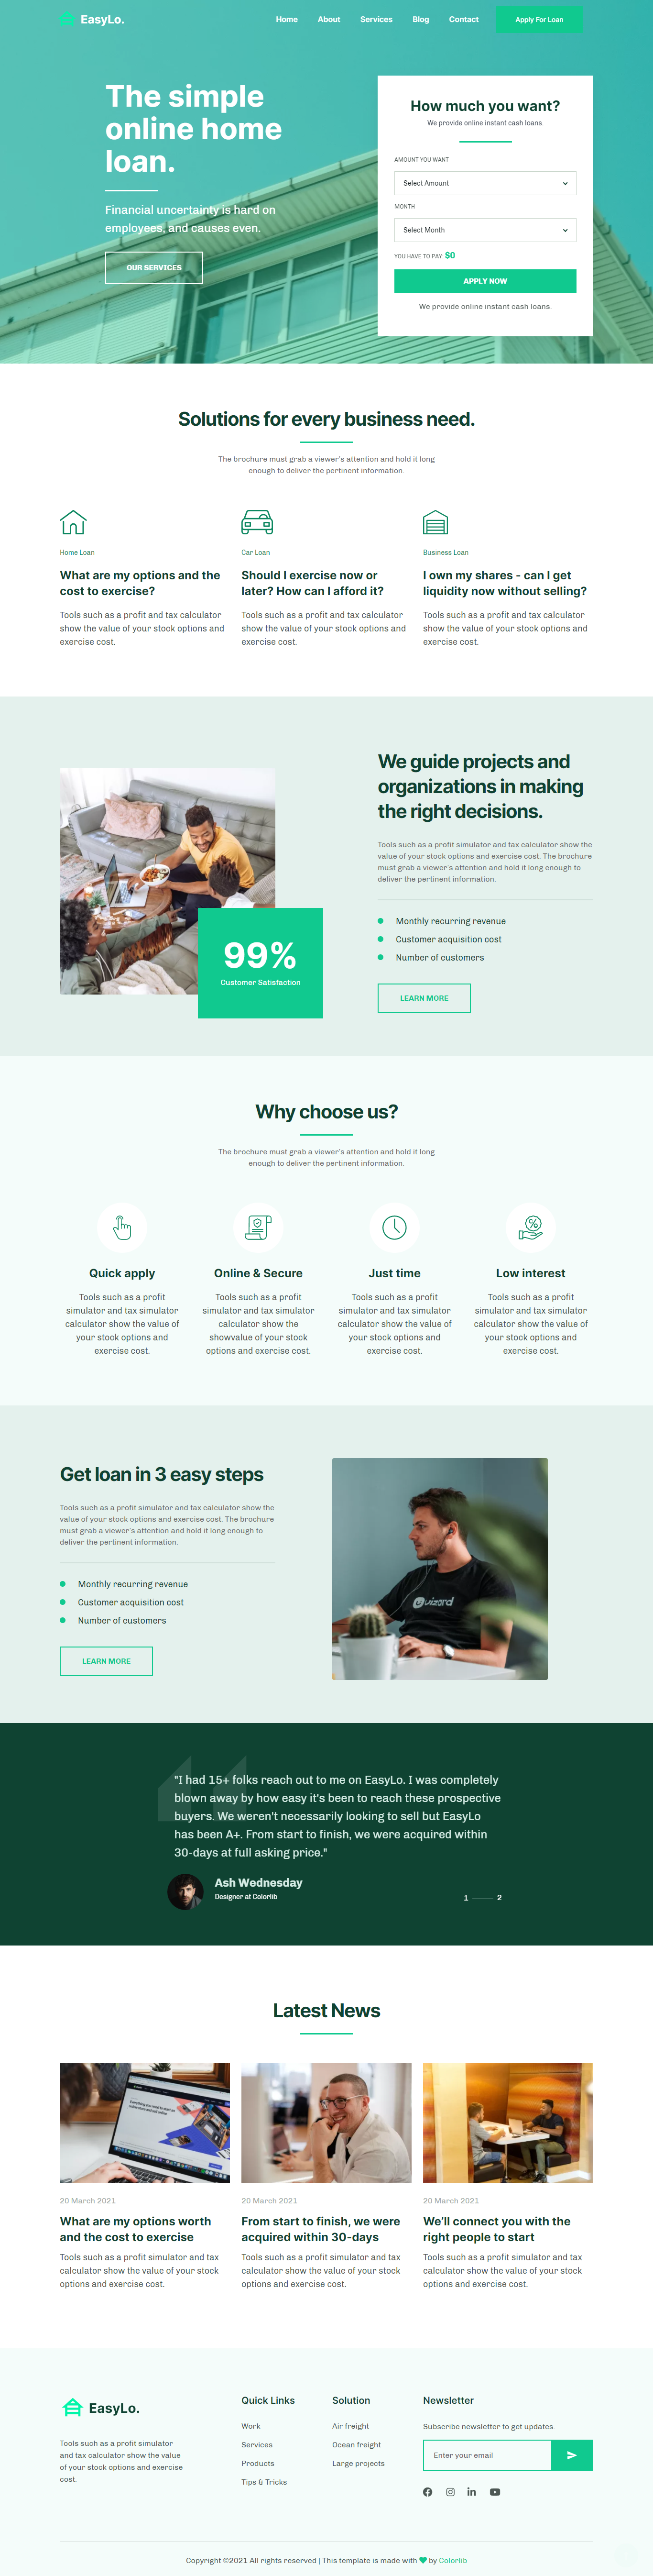 EasyLo.
Home About Services Blog Contact Apply For Loan
The simple
online home
loan.
Financial uncertainty is hard on
employees, and causes even.
OUR SERVICES
How much you want?
We provide online instant cash loans.
AMOUNT YOU WANT
Select Amount
MONTH
Select Month
YOU HAVE TO PAY: $0
APPLY NOW
We provide online instant cash loans.
Solutions for every business need.
The brochure must grab a viewer's attention and hold it long
enough to deliver the pertinent information.
Home Loan
What are my options and the
cost to exercise?
Tools such as a profit and tax calculator
show the value of your stock options and
exercise cost.
Car Loan
Should I exercise now or
later? How can I afford it?
Tools such as a profit and tax calculator
show the value of your stock options and
exercise cost.
Business Loan
I own my shares - can I get
liquidity now without selling?
Tools such as a profit and tax calculator
show the value of your stock options and
exercise cost.
99%
Customer Satisfaction
We guide projects and
organizations in making
the right decisions.
Tools such as a profit simulator and tax calculator show the
value of your stock options and exercise cost. The brochure
must grab a viewer's attention and hold it long enough to
deliver the pertinent information.
Monthly recurring revenue
Customer acquisition cost
Number of customers
LEARN MORE
Why choose us?
The brochure must grab a viewer's attention and hold it long
enough to deliver the pertinent information.
Quick apply
Tools such as a profit
simulator and tax simulator
calculator show the value of
your stock options and
exercise cost.
Online & Secure
Tools such as a profit
simulator and tax simulator
calculator show the
showvalue of your stock
options and exercise cost.
Just time
Tools such as a profit
simulator and tax simulator
calculator show the value of
your stock options and
exercise cost.
Low interest
Tools such as a profit
simulator and tax simulator
calculator show the value of
your stock options and
exercise cost.
Get loan in 3 easy steps
Tools such as a profit simulator and tax calculator show the
value of your stock options and exercise cost. The brochure
must grab a viewer's attention and hold it long enough to
deliver the pertinent information.
Monthly recurring revenue
Customer acquisition cost
Number of customers
LEARN MORE
uizard
"I had 15+ folks reach out to me on EasyLo. I was completely
blown away by how easy it's been to reach these prospective
buyers. We weren't necessarily looking to sell but EasyLo
has been A+. From start to finish, we were acquired within
30-days at full asking price."
Ash Wednesday
Designer at Colorlib
1 2
Latest News
20 March 2021
What are my options worth
and the cost to exercise
Tools such as a profit simulator and tax
calculator show the value of your stock
options and exercise cost.
20 March 2021
From start to finish, we were
acquired within 30-days
Tools such as a profit simulator and tax
calculator show the value of your stock
options and exercise cost.
20 March 2021
We'll connect you with the
right people to start
Tools such as a profit simulator and tax
calculator show the value of your stock
options and exercise cost.
EasyLo.
Tools such as a profit simulator
and tax calculator show the value
of your stock options and exercise
cost.
Quick Links
Work
Services
Products
Tips & Tricks
Solution
Air freight
Ocean freight
Large projects
Newsletter
Subscribe newsletter to get updates.
Enter your email
Copyright ©2021 All rights reserved | This template is made with by Colorlib